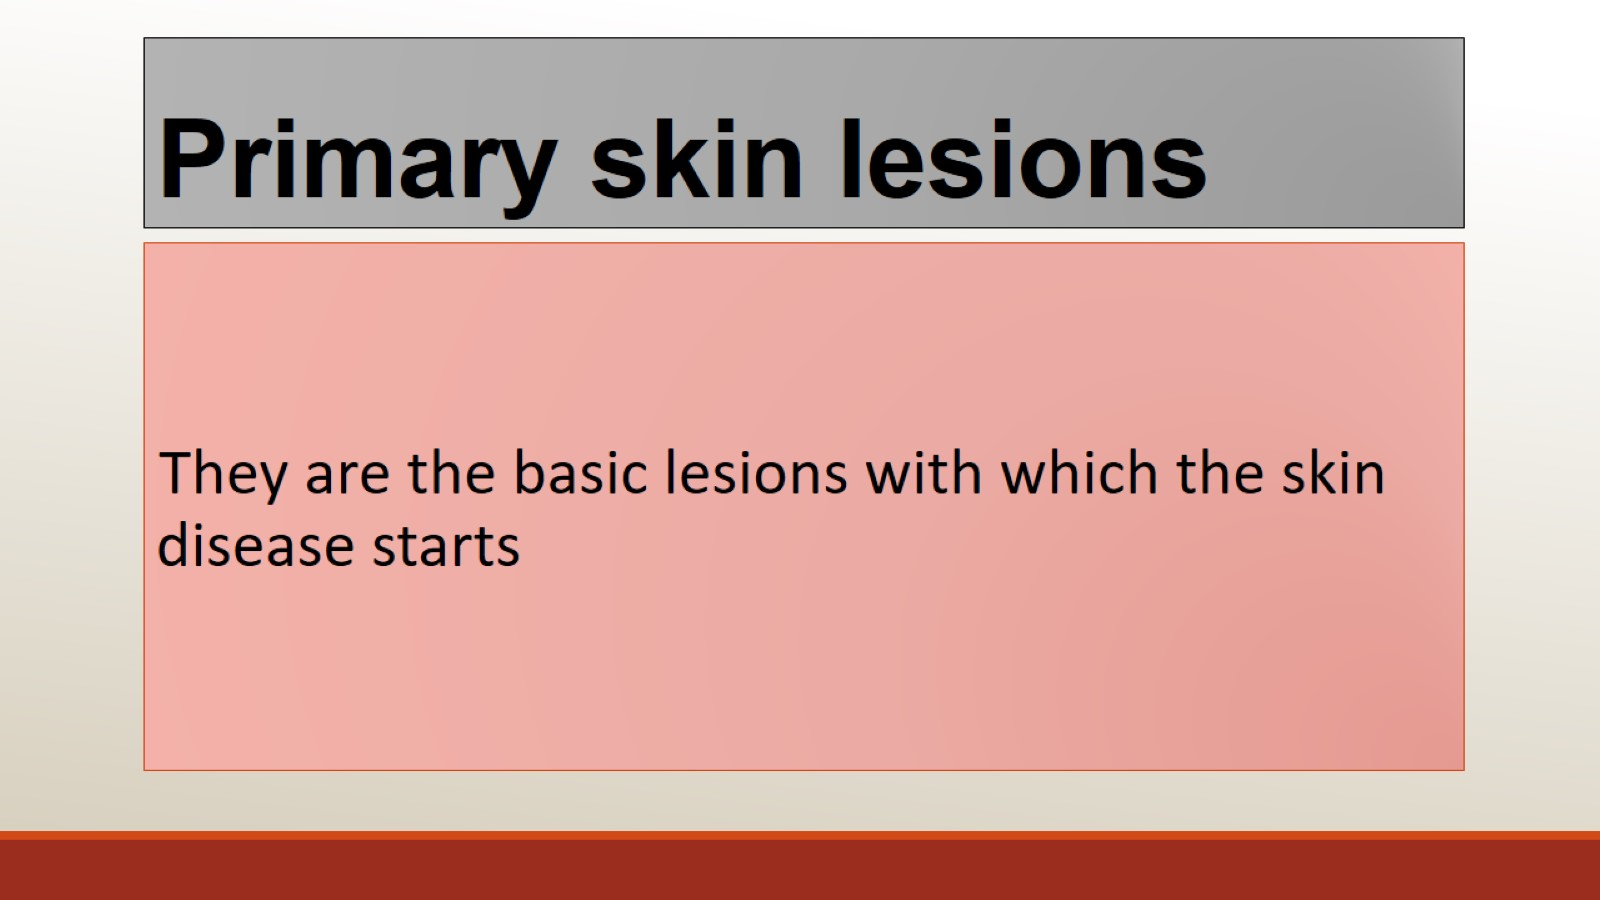 Primary skin lesions
They are the basic lesions with which the skin
disease starts